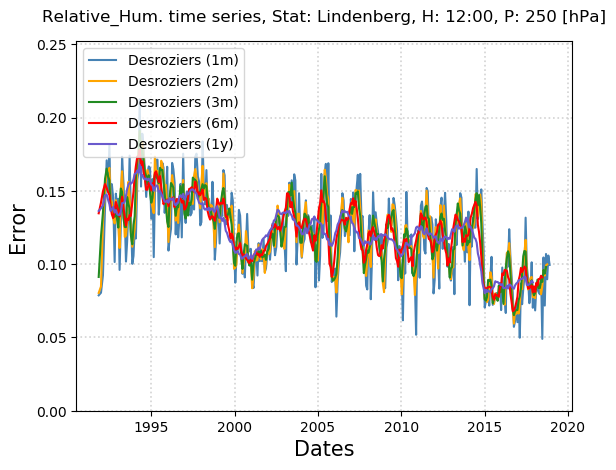 Relative_Hum. time series, Stat: Lindenberg, H: 12:00, P: 250 [hPa]
0.25
0.20
0.15
0.10
0.05
0.00
Error
Desroziers (1m)
Desroziers (2m)
Desroziers (3m)
Desroziers (6m)
Desroziers (1y)
1995
2000
2005
2010
2015
2020
Dates